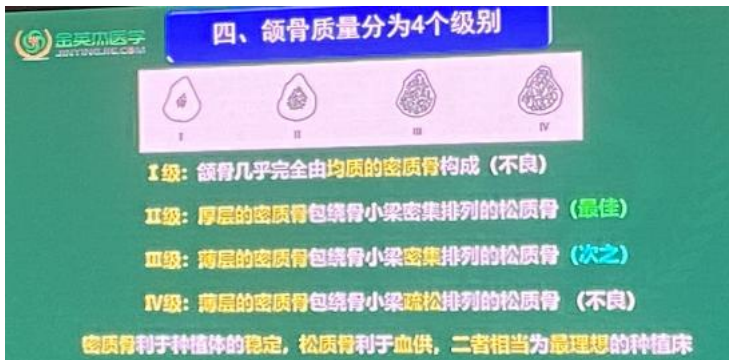 金英杰医学
JINYINGJIE.COM
四、颌骨质量分为4个级别
I II III IV
I级：颌骨几乎完全由均质的密质骨构成（不良）
II级：厚层的密质骨包绕骨小梁密集排列的松质骨（最佳）
III级：薄层的密质骨包绕骨小梁密集排列的松质骨（次之）
IV级：薄层的密质骨包绕骨小梁疏松排列的松质骨（不良）
密质骨利于种植体的稳定，松质骨利于血供，二者相当为最理想的种植床